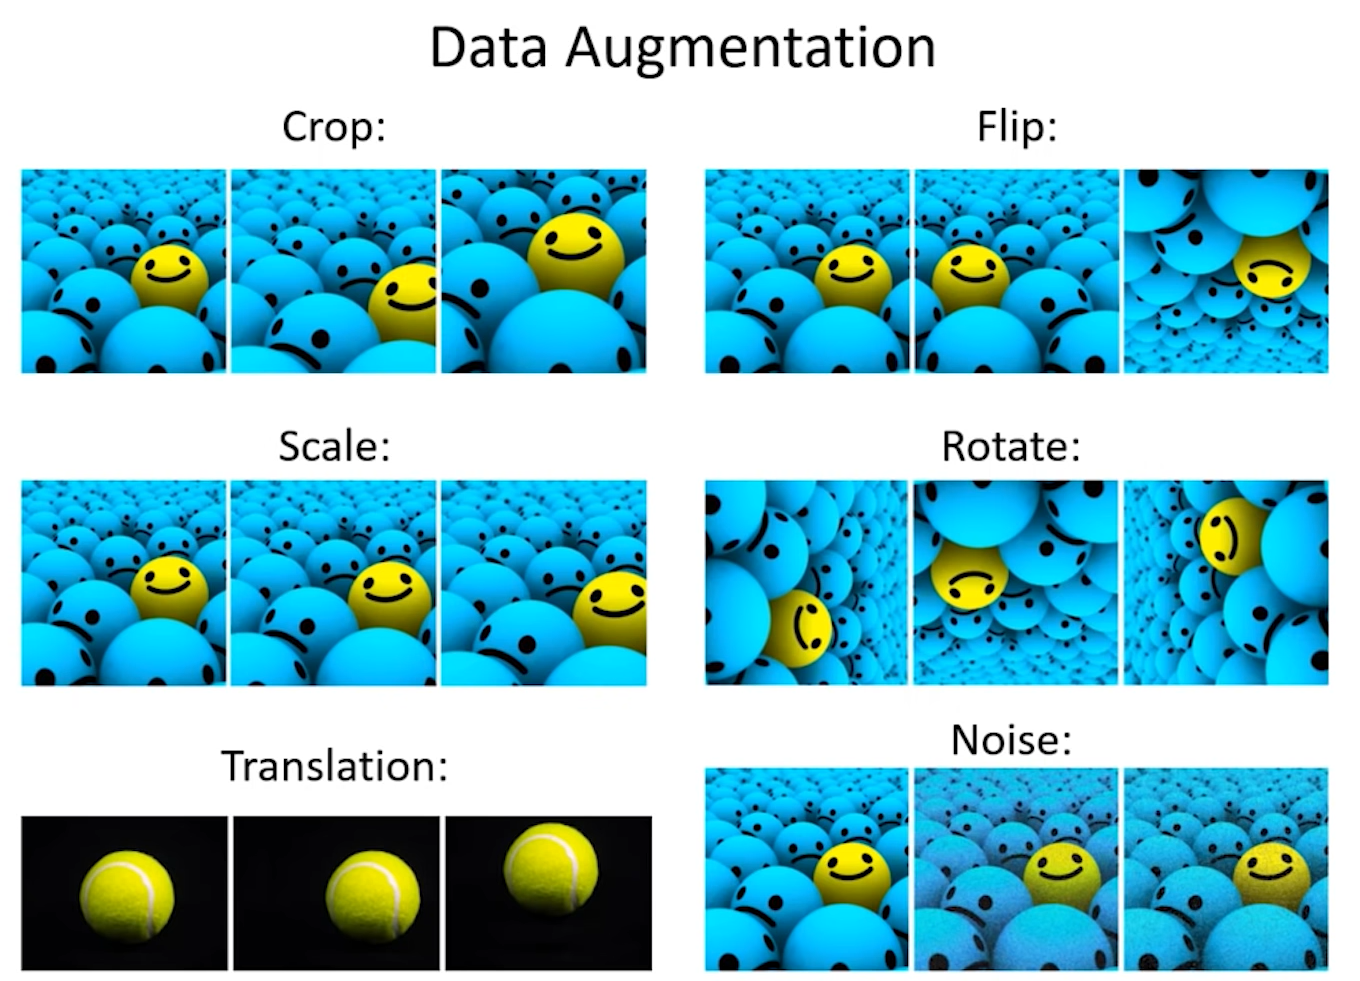 Data Augmentation
Crop:
Flip:
Scale:
Rotate:
Translation:
Noise: